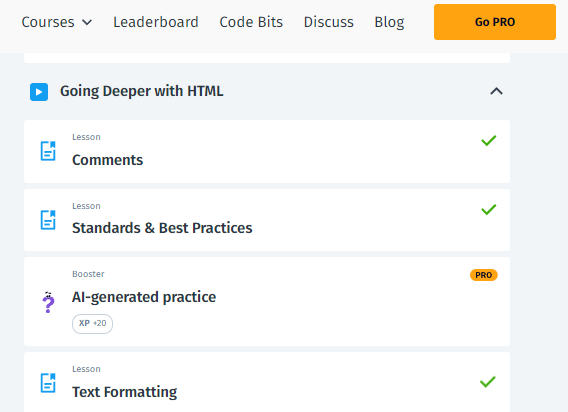 Courses Leaderboard Code Bits Discuss Blog Go PRO
Going Deeper with HTML
Lesson
Comments
Lesson
Standards & Best Practices
Booster
PRO
AI-generated practice
XP +20
Lesson
Text Formatting